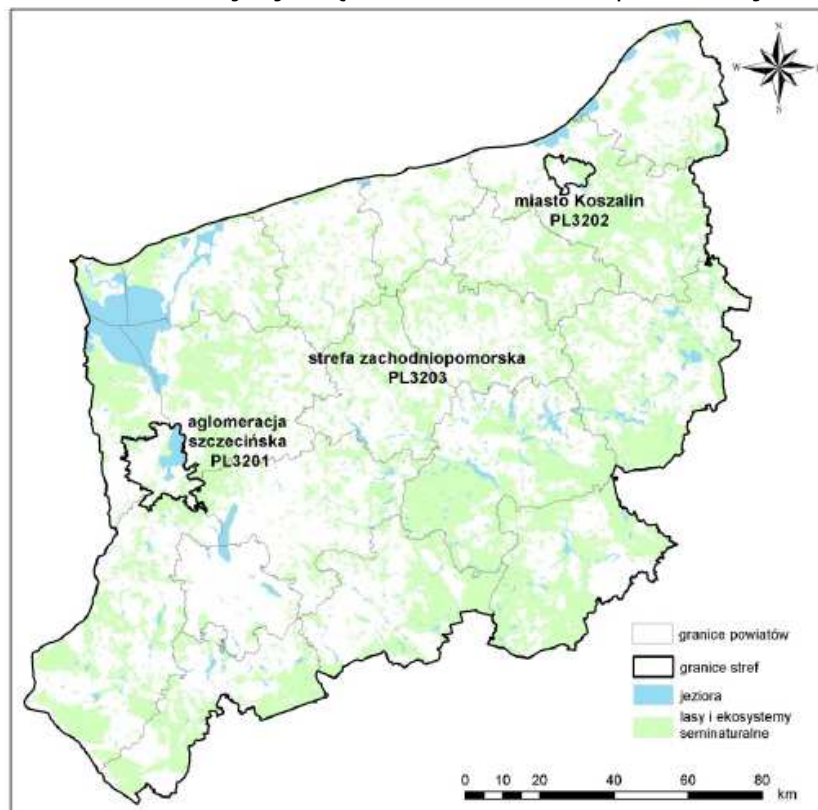 N
W
E
S
miasto Koszalin
PL3202
strefa zachodniopomorska
PL3203
aglomeracja
szczecińska
PL3201
granice powiatów
granice stref
jeziora
lasy i ekosystemy
seminaturalne
0 10 20 40 60 80
km